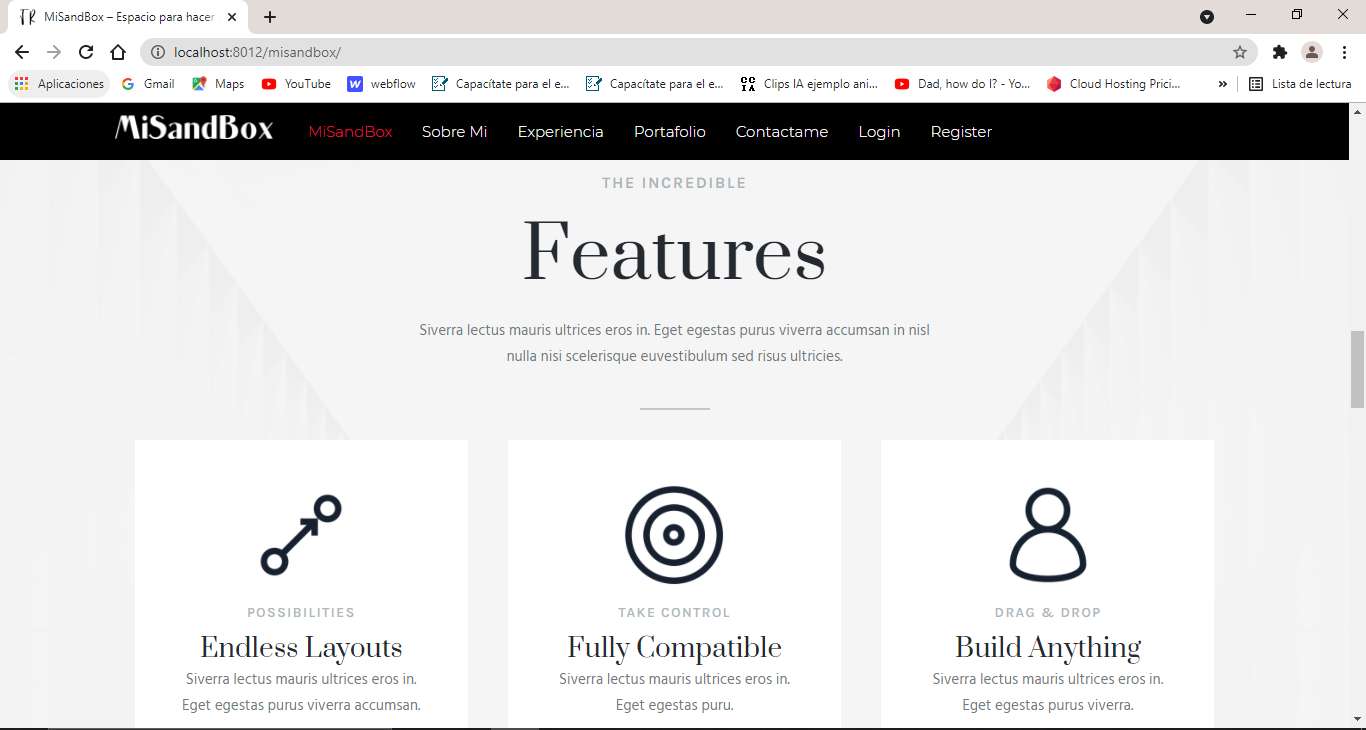 MiSandBox – Espacio para hacer
localhost:8012/misandbox/
Aplicaciones Gmail Maps YouTube webflow Capacítate para el e... Capacítate para el e... Clips IA ejemplo ani... Dad, how do I? - Yo... Cloud Hosting Prici... » Lista de lectura
MiSandBox MiSandBox Sobre Mi Experiencia Portafolio Contactame Login Register
THE INCREDIBLE
Features
Siverra lectus mauris ultrices eros in. Eget egestas purus viverra accumsan in nisl
nulla nisi scelerisque euvestibulum sed risus ultricies.
POSSIBILITIES
Endless Layouts
Siverra lectus mauris ultrices eros in.
Eget egestas purus viverra accumsan.
TAKE CONTROL
Fully Compatible
Siverra lectus mauris ultrices eros in.
Eget egestas puru.
DRAG & DROP
Build Anything
Siverra lectus mauris ultrices eros in.
Eget egestas purus viverra.